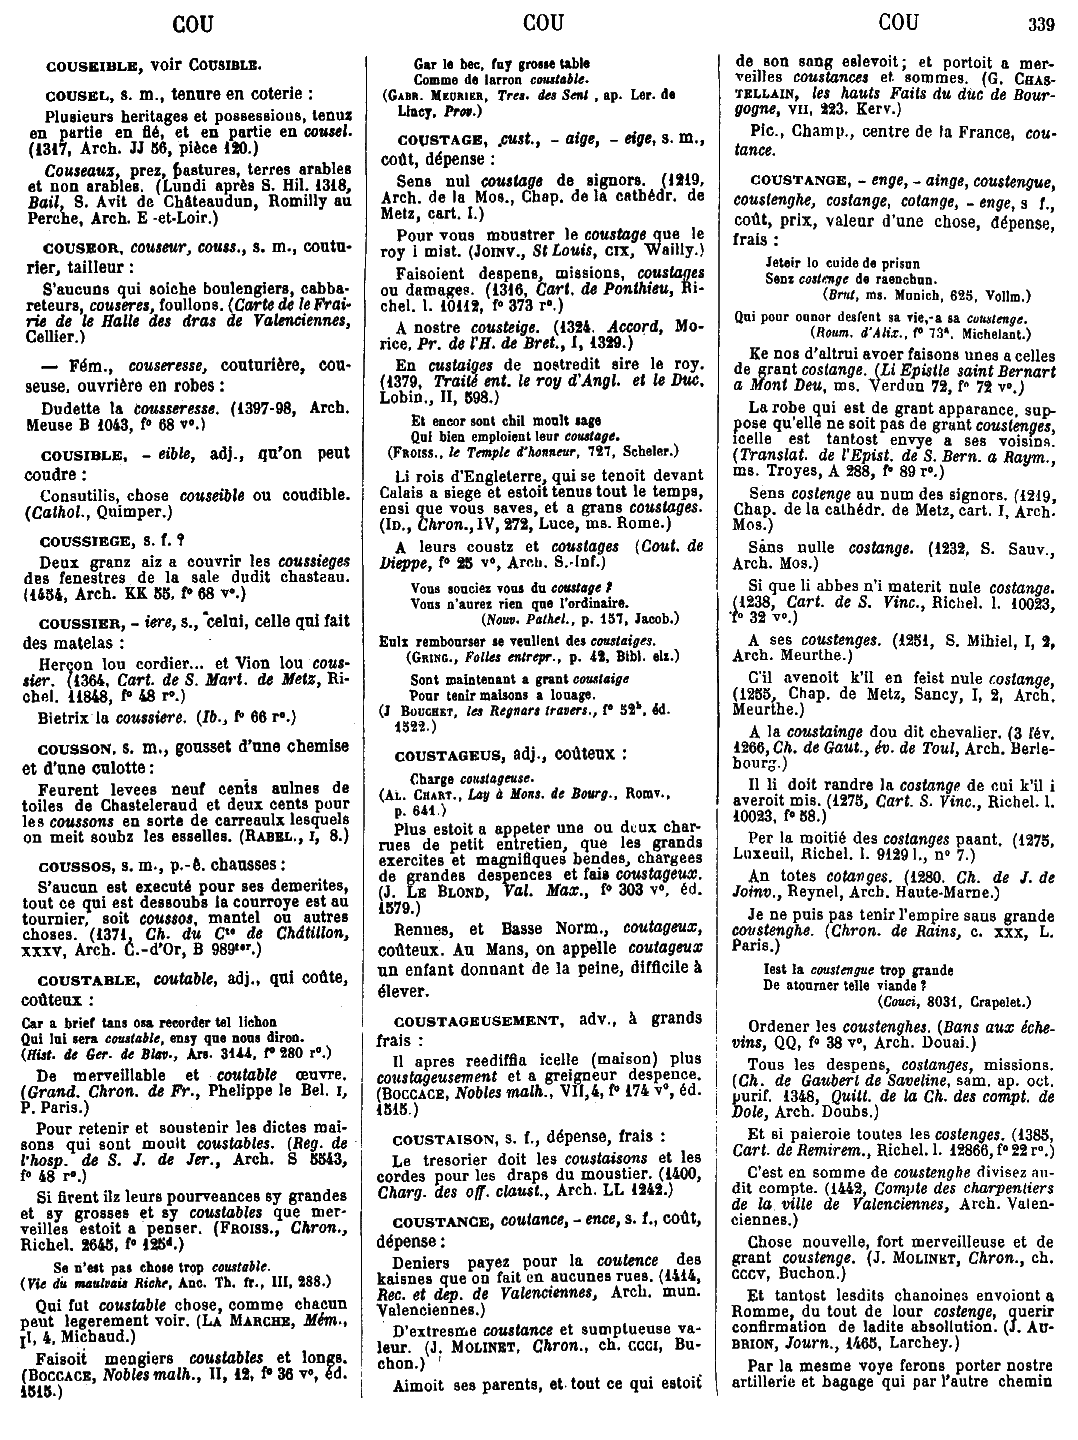 COU
COU
COU
339
COUSEIBLE, voir COUSIBLE.
COUSEL, s. m., tenure en coterie :
Plusieurs heritages et possessions, tenuz
en partie en fié, et en partie en cousel.
(1317, Arch. JJ 56, pièce 120.)
Couseaux, prez, pastures, terres arables
et non arables. (Lundi après S. Hil. 1318,
Bail, S. Avit de Châteaudun, Romilly au
Perche, Arch. E -et-Loir.)
COUSEOR, couseur, couss., s. m., coutu-
rier, tailleur :
S'aucuns qui soiche boulengiers, cabba-
reteurs, couseres, foullons. (Carte de le Frai-
rie de le Halle des dras de Valenciennes,
Cellier.)
— Fém., couseresse, couturière, cou-
seuse, ouvrière en robes :
Dudette la cousseresse. (1397-98, Arch.
Meuse B 1043, f° 68 v°.)
COUSIBLE, - eible, adj., qu'on peut
coudre :
Consutilis, chose couseible ou coudible.
(Cathol., Quimper.)
COUSSIEGE, s. f. ?
Deux granz aiz a couvrir les coussieges
des fenestres de la sale dudit chasteau.
(1454, Arch. KK 55, f° 68 v°.)
COUSSIER, - iere, s., celui, celle qui fait
des matelas :
Herçon lou cordier... et Vion lou cous-
sier. (1364, Cart. de S. Mart. de Metz, Ri-
chel. 11848, f° 48 r°.)
Bietrix la coussiere. (Ib., f° 66 r°.)
COUSSON, s. m., gousset d'une chemise
et d'une culotte :
Feurent levees neuf cents aulnes de
toiles de Chasteleraud et deux cents pour
les coussons en sorte de carreaulx lesquels
on meit soubz les esselles. (RABEL., I, 8.)
COUSSOS, s. m., p.-ê. chausses :
S'aucun est executé pour ses demerites,
tout ce qui est dessoubs la courroye est au
tournier, soit coussos, mantel ou autres
choses. (1371, Ch. du Cte de Châtillon,
XXXV, Arch. C.-d'Or, B 989ter.)
COUSTABLE, coutable, adj., qui coûte,
coûteux :
Car a brief tans osa recorder tel lichon
Qui lui sera coustable, ensy que nous diron.
(Hist. de Ger. de Blav., Ars. 3144, f° 280 r°.)
De merveillable et coutable œuvre.
(Grand. Chron. de Fr., Phelippe le Bel. I,
P. Paris.)
Pour retenir et soustenir les dictes mai-
sons qui sont moult coustables. (Reg. de
l'hosp. de S. J. de Jer., Arch. S 5543,
f° 48 r°.)
Si firent ilz leurs pourveances sy grandes
et sy grosses et sy coustables que mer-
veilles estoit a penser. (FROISS., Chron.,
Richel. 2645, f° 125d.)
Se n'est pas chose trop coustable.
(Vie du maulvais Riche, Anc. Th. fr., III, 288.)
Qui fut coustable chose, comme chacun
peut legerement voir. (LA MARCHE, Mém.,
II, 4, Michaud.)
Faisoit mengiers coustables et longs.
(BOCCACE, Nobles malh., II, 12, f° 36 v°, éd.
1515.)
Gar le bec, fuy grosse table
Comme de larron coustable.
(GABR. MEURIER, Tres. des Sent , ap. Ler. de
Lincy, Prov.)
COUSTAGE, cust., - aige, - eige, s. m.,
coût, dépense :
Sens nul coustage de signors. (1219,
Arch. de la Mos., Chap. de la cathédr. de
Metz, cart. I.)
Pour vous moustrer le coustage que le
roy i mist. (JOINV., St Louis, CIX, Wailly.)
Faisoient despens, missions, coustages
ou damages. (1316, Cart. de Ponthieu, Ri-
chel. l. 10112, f° 373 r°.)
A nostre cousteige. (1324. Accord, Mo-
rice, Pr. de l'H. de Bret., I, 1329.)
En custaiges de nostredit sire le roy.
(1379, Traité ent. le roy d'Angl. et le Duc,
Lobin., II, 598.)
Et encor sont chil moult sage
Qui bien emploient leur coustage.
(FROISS., le Temple d'honneur, 727, Scheler.)
Li rois d'Engleterre, qui se tenoit devant
Calais a siege et estoit tenus tout le temps,
ensi que vous saves, et a grans coustages.
(ID., Chron., IV, 272, Luce, ms. Rome.)
A leurs coustz et coustages (Cout. de
Dieppe, f° 25 v°, Arch. S.-Inf.)
Vous souciez vous du coustage ?
Vous n'aurez rien que l'ordinaire.
(Nouv. Pathel., p. 157, Jacob.)
Eulx rembourser se veullent des coustaiges.
(GRING., Folles entrepr., p. 42, Bibl. elz.)
Sont maintenant a grant coustaige
Pour tenir maisons a louage.
(J BOUCHET, les Regnars travers., f° 52b, éd.
1522.)
COUSTAGEUS, adj., coûteux :
Charge coustageuse.
(AL. CHART., Lay à Mons. de Bourg., Romv.,
p. 641.)
Plus estoit a appeter une ou deux char-
rues de petit entretien, que les grands
exercites et magnifiques bendes, chargees
de grandes despences et fais coustageux.
(J. LE BLOND, Val. Max., f° 303 v°, éd.
1579.)
Rennes, et Basse Norm., coutageux,
coûteux. Au Mans, on appelle coutageux
un enfant donnant de la peine, difficile à
élever.
COUSTAGEUSEMENT, adv., à grands
frais :
Il apres reediffia icelle (maison) plus
coustageusement et a greigneur despence.
(BOCCACE, Nobles malh., VII,4, f° 174 v°, éd.
1515.)
COUSTAISON, s. f., dépense, frais :
Le tresorier doit les coustaisons et les
cordes pour les draps du moustier. (1400,
Charg. des off. claust., Arch. LL 1242.)
COUSTANCE, coutance, - ence, s. f., coût,
dépense :
Deniers payez pour la coutence des
kaisnes que on fait en aucunes rues. (1414,
Rec. et dep. de Valenciennes, Arch. mun.
Valenciennes.)
D'extresme coustance et sumptueuse va-
leur. (J. MOLINET, Chron., ch. CCCI, Bu-
chon.)
Aimoit ses parents, et tout ce qui estoit
de son sang eslevoit ; et portoit a mer-
veilles coustances et sommes. (G. CHAS-
TELLAIN, les hauts Faits du duc de Bour-
gogne, VII, 223. Kerv.)
Pic., Champ., centre de la France, cou-
tance.
COUSTANGE, - enge, - ainge, coustengue,
coustenghe, costange, cotange, - enge, s f.,
coût, prix, valeur d'une chose, dépense,
frais :
Jeteir lo cuide de prisun
Senz costenge de raenchun.
(Brut, ms. Munich, 625, Vollm.)
Qui pour ounor desfent sa vie,-a sa coustenge.
(Roum. d'Alix., f° 73a, Michelant.)
Ke nos d'altrui avoer faisons unes a celles
de grant costange. (Li Epistle saint Bernart
a Mont Deu, ms. Verdun 72, f° 72 v°.)
La robe qui est de grant apparance, sup-
pose qu'elle ne soit pas de grant coustenges,
icelle est tantost envye a ses voisins.
(Translat. de l'Epist. de S. Bern. a Raym.,
ms. Troyes, A 288, f° 89 r°.)
Sens costenge au num des signors. (1219,
Chap. de la cathédr. de Metz, cart. I, Arch.
Mos.)
Sans nulle costange. (1232, S. Sauv.,
Arch. Mos.)
Si que li abbes n'i materit nule costange.
(1238, Cart. de S. Vinc., Richel. l. 10023,
f° 32 v°.)
A ses coustenges. (1251, S. Mihiel, I, 2,
Arch. Meurthe.)
C'il avenoit k'il en feist nule costange,
(1255, Chap. de Metz, Sancy, I, 2, Arch.
Meurthe.)
A la coustainge dou dit chevalier. (3 fév.
1266, Ch. de Gaut., év. de Toul, Arch. Berle-
bourg.)
Il li doit randre la costange de cui k'il i
averoit mis. (1275, Cart. S. Vinc., Richel. l.
10023, f° 58.)
Per la moitié des costanges paant. (1275,
Luxeuil, Richel. l. 9129 l., n° 7.)
An totes cotanges. (1280. Ch. de J. de
Joinv., Reynel, Arch. Haute-Marne.)
Je ne puis pas tenir l'empire sans grande
coustenghe. (Chron. de Rains, c. XXX, L.
Paris.)
Iest la coustengue trop grande
De atourner telle viande ?
(Couci, 8031, Crapelet.)
Ordener les coustenghes. (Bans aux éche-
vins, QQ, f° 38 v°, Arch. Douai.)
Tous les despens, costanges, missions.
(Ch. de Gaubert de Saveline, sam. ap. oct.
purif. 1348, Quitt. de la Ch. des compt. de
Dole, Arch. Doubs.)
Et si paieroie toutes les costenges. (1385,
Cart. de Remirem., Richel. l. 12866, f° 22 r°.)
C'est en somme de coustenghe divisez au-
dit compte. (1442, Compte des charpentiers
de la ville de Valenciennes, Arch. Valen-
ciennes.)
Chose nouvelle, fort merveilleuse et de
grant coustenge. (J. MOLINET, Chron., ch.
CCCV, Buchon.)
Et tantost lesdits chanoines envoiont a
Romme, du tout de lour costenge, querir
confirmation de ladite absollution. (J. AU-
BRION, Journ., 1465, Larchey.)
Par la mesme voye ferons porter nostre
artillerie et bagage qui par l'autre chemin